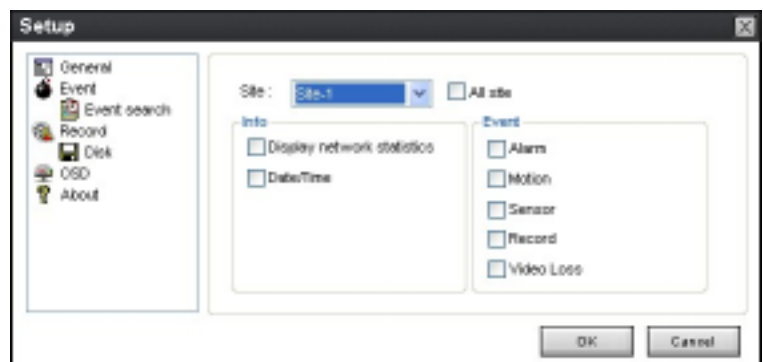 Setup
General
Event
Event search
Record
Disk
OSD
About
Site : Site-1 All site
Info
Display network statistics
Date/Time
Event
Alarm
Motion
Sensor
Record
Video Loss
OK Cancel